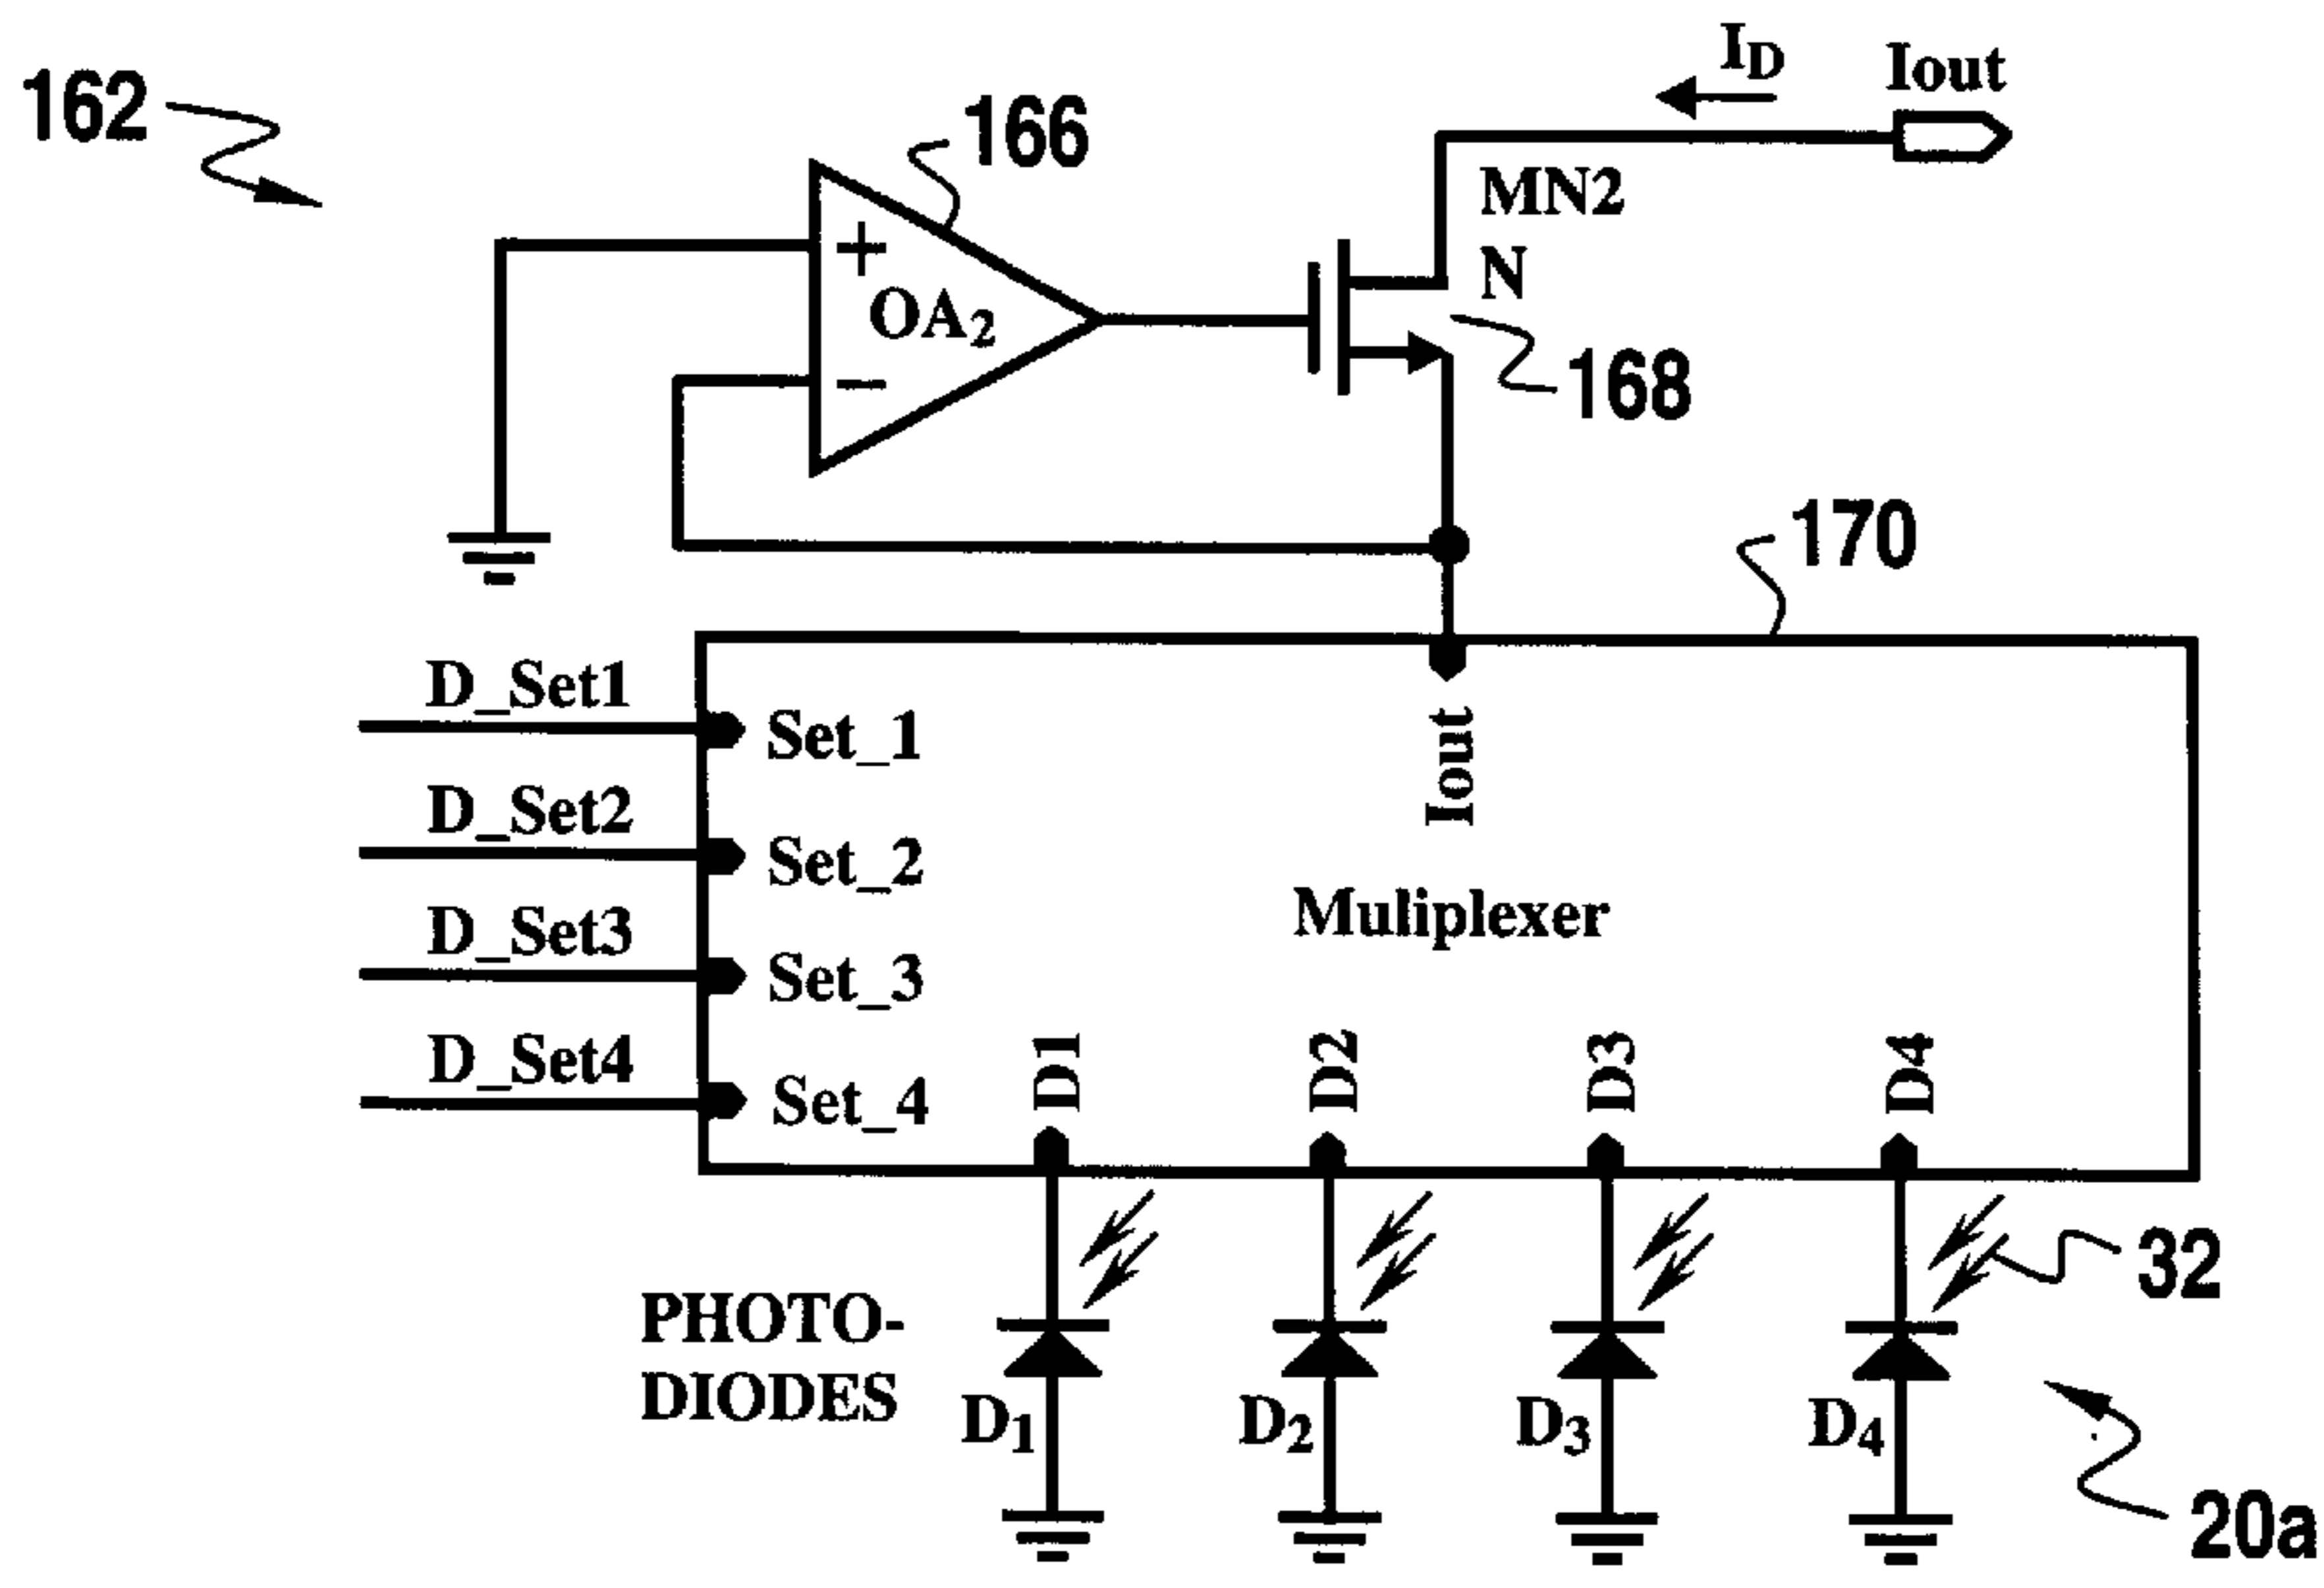 162
166
I_D
Iout
MN2
N
+
OA₂
−
168
170
D_Set1
Set_1
D_Set2
Set_2
D_Set3
Set_3
D_Set4
Set_4
Iout
Muliplexer
D1
D2
D3
D4
32
PHOTO-
DIODES
D₁
D₂
D₃
D₄
20a